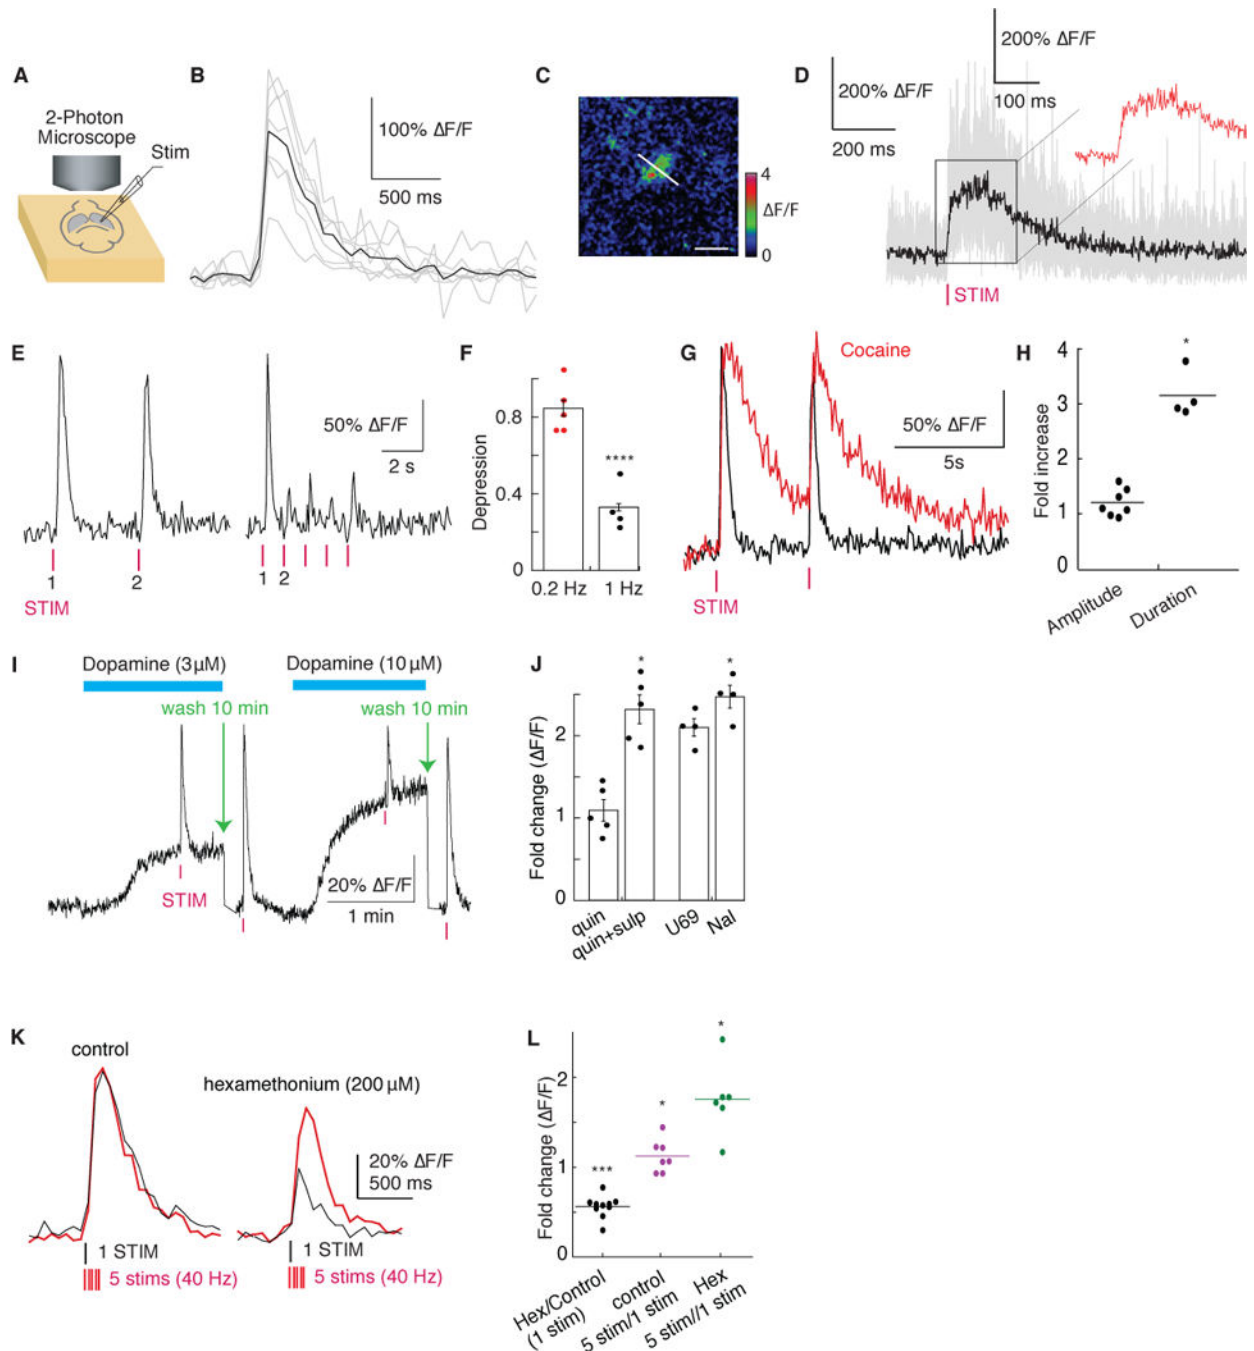 A
2-Photon
Microscope
Stim
B
100% ΔF/F
500 ms
C
4
ΔF/F
0
D
200% ΔF/F
200 ms
200% ΔF/F
100 ms
STIM
E
50% ΔF/F
2 s
1
2
1
2
STIM
F
Depression
0.8
0.4
0
****
0.2 Hz
1 Hz
G
Cocaine
50% ΔF/F
5s
STIM
H
Fold increase
4
3
2
1
0
*
Amplitude
Duration
I
Dopamine (3 µM)
Dopamine (10 µM)
wash 10 min
wash 10 min
STIM
20% ΔF/F
1 min
J
Fold change (ΔF/F)
2
1
0
*
*
quin
quin+sulp
U69
Nal
K
control
hexamethonium (200 µM)
20% ΔF/F
500 ms
1 STIM
5 stims (40 Hz)
1 STIM
5 stims (40 Hz)
L
Fold change (ΔF/F)
2
1
0
***
*
*
Hex/Control
(1 stim)
control
5 stim/1 stim
Hex
5 stim//1 stim